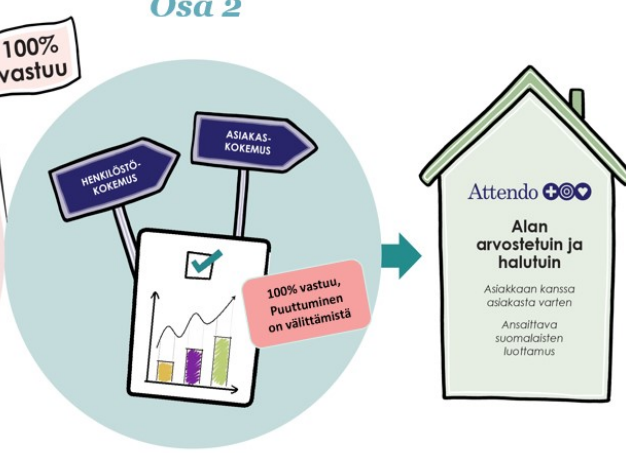 Osa 2
100%
vastuu
HENKILÖSTÖ-
KOKEMUS
ASIAKAS-
KOKEMUS
100% vastuu,
Puuttuminen
on välittämistä
Attendo
Alan
arvostetuin ja
halutuin
Asiakkaan kanssa
asiakasta varten
Ansaittava
suomalaisten
luottamus